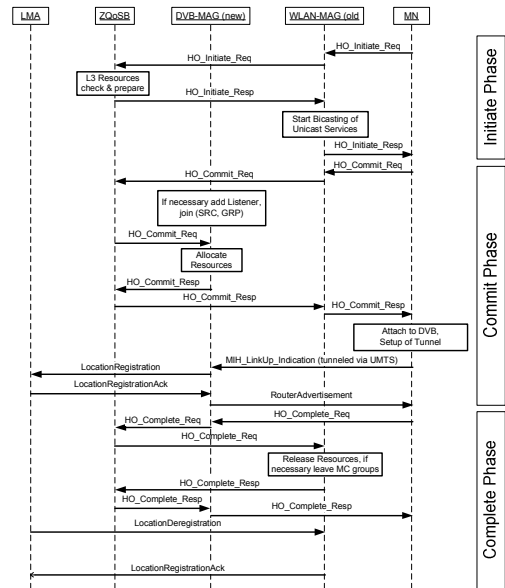 LMA
ZQoSB
DVB-MAG (new)
WLAN-MAG (old
MN
HO_Initiate_Req
HO_Initiate_Req
L3 Resources
check & prepare
HO_Initiate_Resp
Start Bicasting of
Unicast Services
HO_Initiate_Resp
Initiate Phase
HO_Commit_Req
HO_Commit_Req
If necessary add Listener,
join (SRC, GRP)
HO_Commit_Req
Allocate
Resources
HO_Commit_Resp
HO_Commit_Resp
HO_Commit_Resp
Attach to DVB,
Setup of Tunnel
MIH_LinkUp_Indication (tunneled via UMTS)
LocationRegistration
LocationRegistrationAck
RouterAdvertisement
Commit Phase
HO_Complete_Req
HO_Complete_Req
HO_Complete_Req
Release Resources, if
necessary leave MC groups
HO_Complete_Resp
HO_Complete_Resp
HO_Complete_Resp
LocationDeregistration
LocationRegistrationAck
Complete Phase